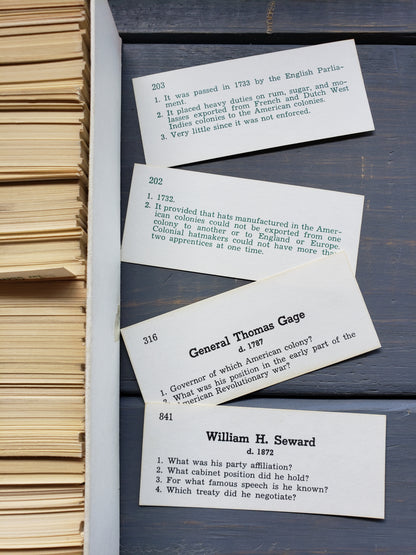 203
1. It was passed in 1733 by the English Parlia-
ment.
2. It placed heavy duties on rum, sugar, and mo-
lasses exported from French and Dutch West
Indies colonies to the American colonies.
3. Very little since it was not enforced.
202
1. 1732.
2. It provided that hats manufactured in the Amer-
ican colonies could not be exported from one
colony to another or to England or Europe.
Colonial hatmakers could not have more than
two apprentices at one time.
316
General Thomas Gage
d. 1787
1. Governor of which American colony?
2. What was his position in the early part of the
American Revolutionary war?
841
William H. Seward
d. 1872
1. What was his party affiliation?
2. What cabinet position did he hold?
3. For what famous speech is he known?
4. Which treaty did he negotiate?